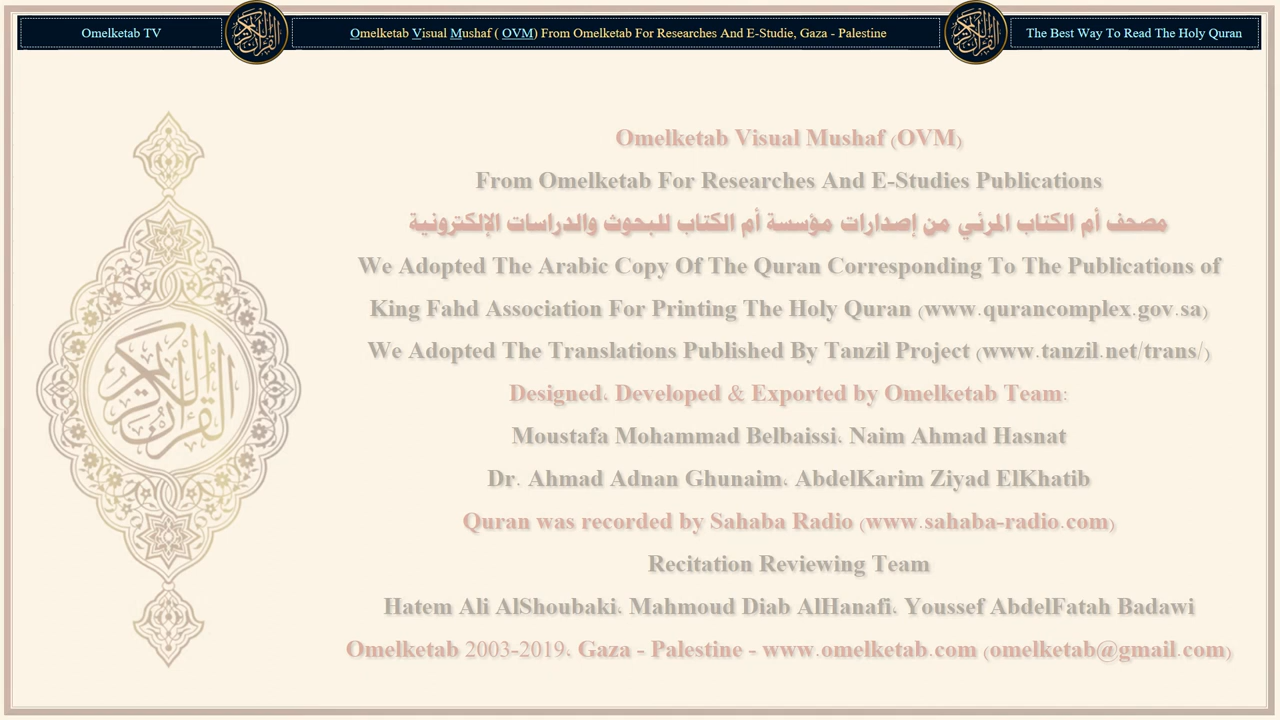 Omelketab TV
Omelketab Visual Mushaf ( OVM) From Omelketab For Researches And E-Studie, Gaza - Palestine
The Best Way To Read The Holy Quran
Omelketab Visual Mushaf (OVM)
From Omelketab For Researches And E-Studies Publications
مصحف أم الكتاب المرئي من إصدارات مؤسسة أم الكتاب للبحوث والدراسات الإلكترونية
We Adopted The Arabic Copy Of The Quran Corresponding To The Publications of
King Fahd Association For Printing The Holy Quran (www.qurancomplex.gov.sa)
We Adopted The Translations Published By Tanzil Project (www.tanzil.net/trans/)
Designed، Developed & Exported by Omelketab Team:
Moustafa Mohammad Belbaissi، Naim Ahmad Hasnat
Dr. Ahmad Adnan Ghunaim، AbdelKarim Ziyad ElKhatib
Quran was recorded by Sahaba Radio (www.sahaba-radio.com)
Recitation Reviewing Team
Hatem Ali AlShoubaki، Mahmoud Diab AlHanafi، Youssef AbdelFatah Badawi
Omelketab 2003-2019، Gaza - Palestine - www.omelketab.com (omelketab@gmail.com)
القرآن الكريم